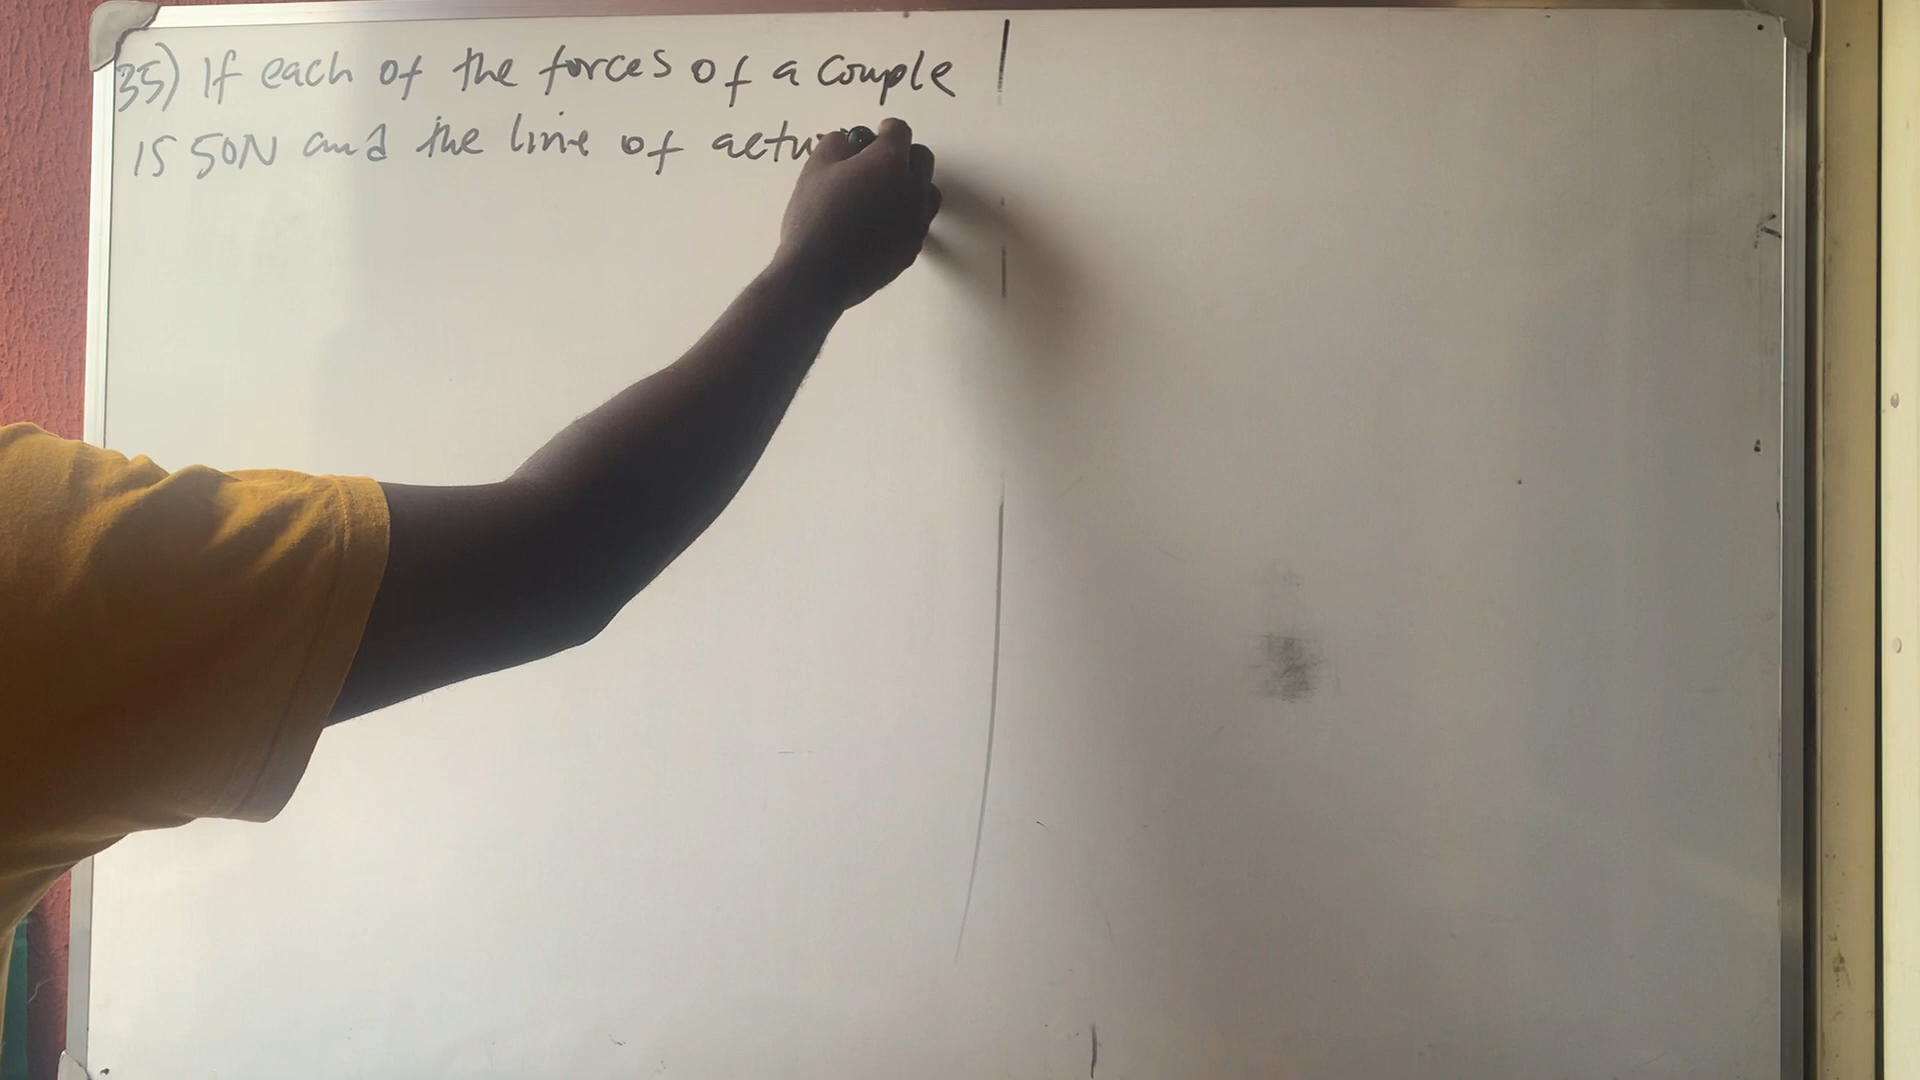 35) If each of the forces of a couple
is 50N and the line of